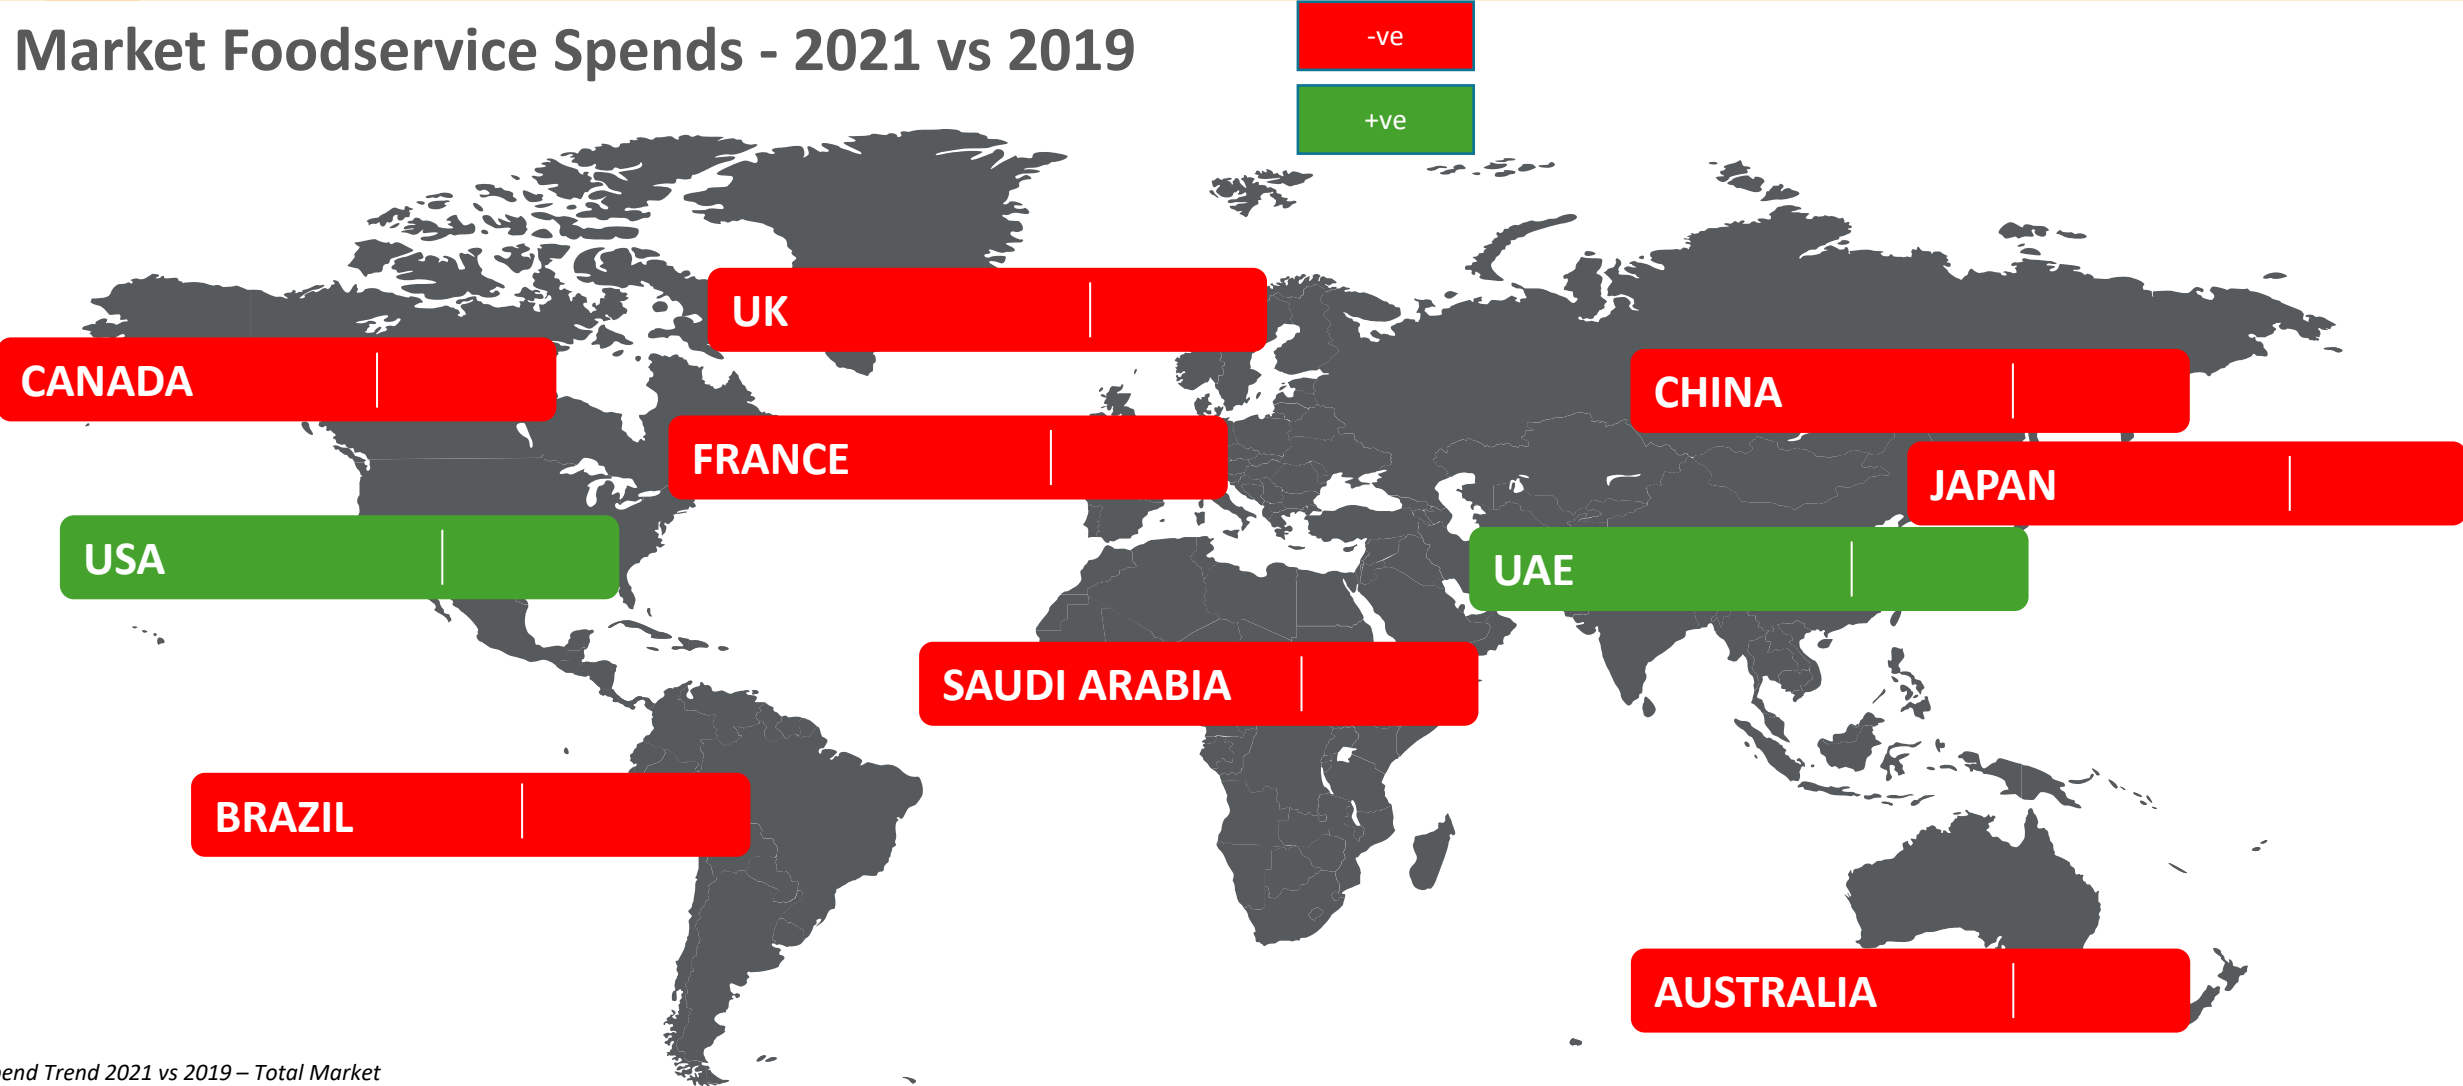 Market Foodservice Spends - 2021 vs 2019
-ve
+ve
UK
CANADA
CHINA
FRANCE
JAPAN
USA
UAE
SAUDI ARABIA
BRAZIL
AUSTRALIA
end Trend 2021 vs 2019 – Total Market